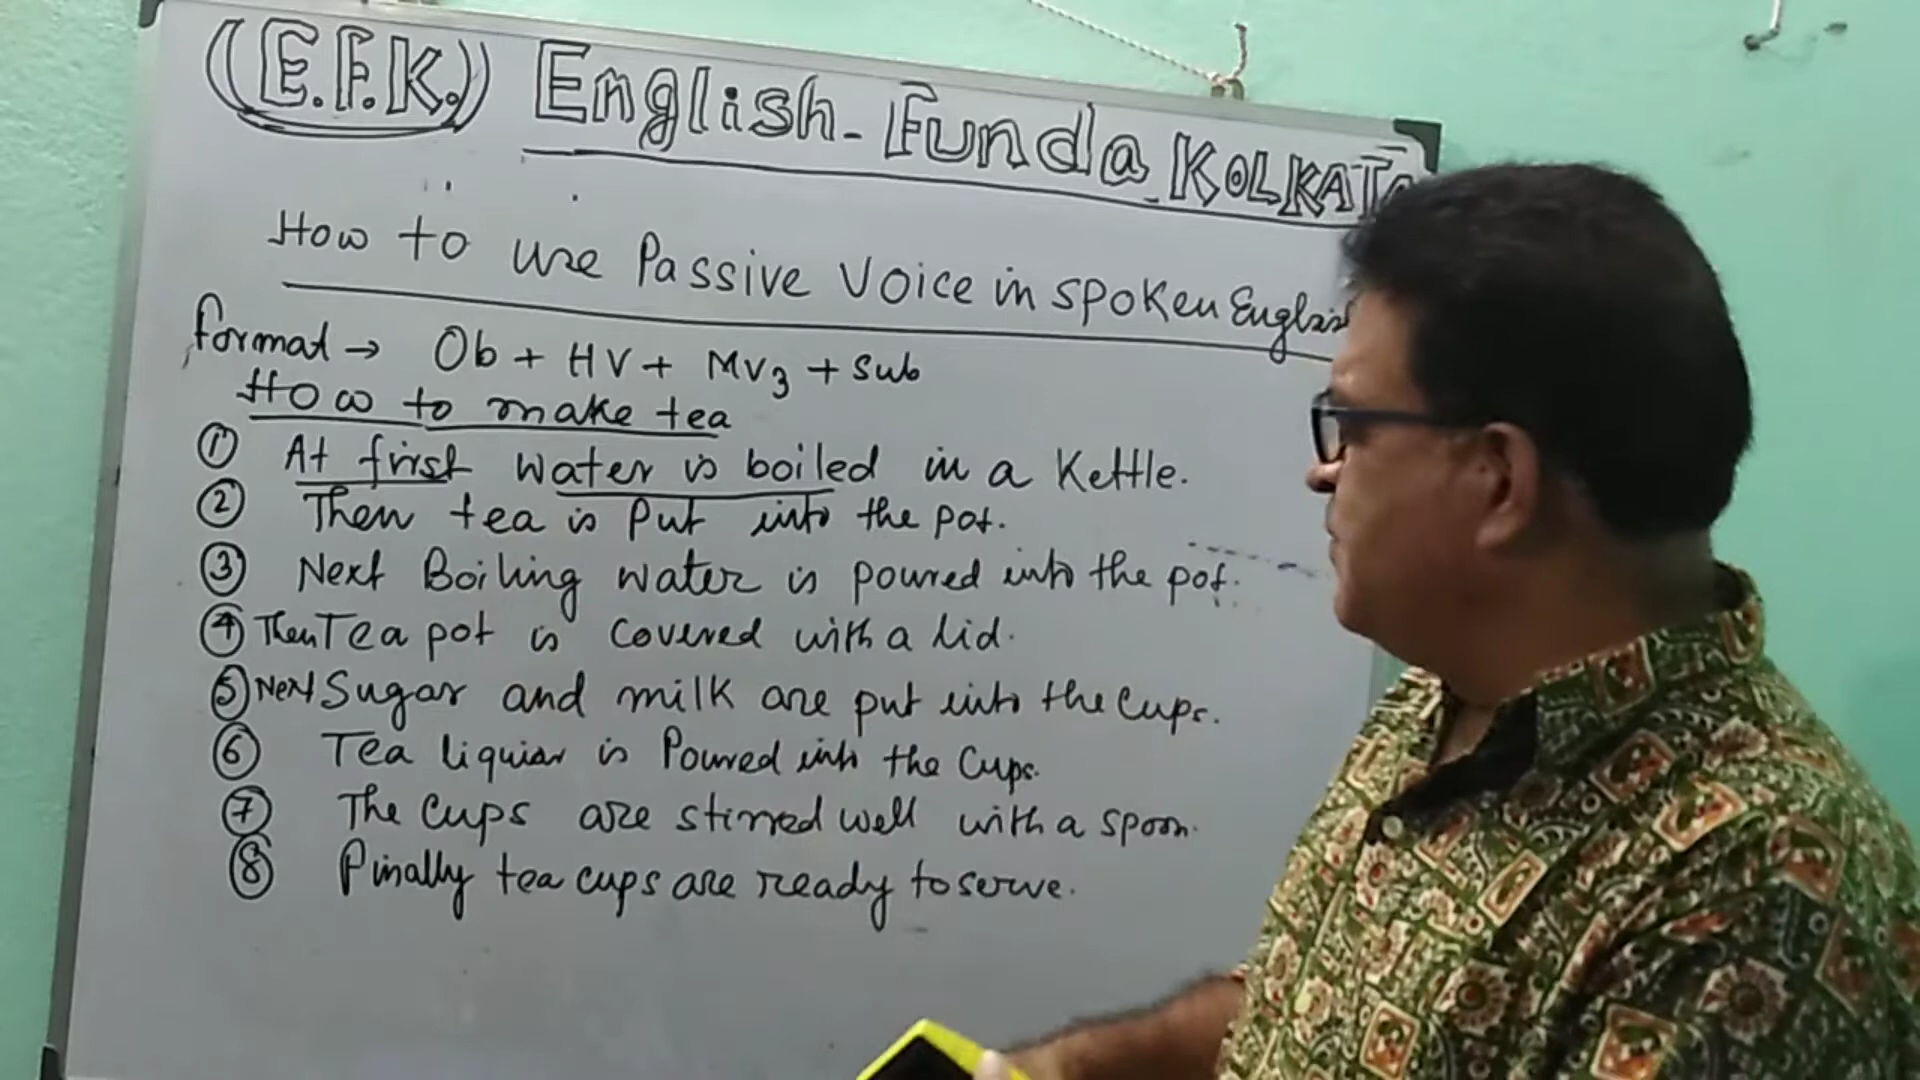 (E.F.K.) English-Funda KOLKATA
How to use Passive Voice in Spoken English
format → Ob + HV + MV3 + Sub
How to make tea
① At first water is boiled in a Kettle.
② Then tea is Put into the pot.
③ Next Boiling water is poured into the pot.
④ Then Tea pot is covered with a lid.
⑤ Next Sugar and milk are put into the Cups.
⑥ Tea liquiar is Poured into the Cups.
⑦ The Cups are stirred well with a spoon.
⑧ Finally tea cups are ready to serve.